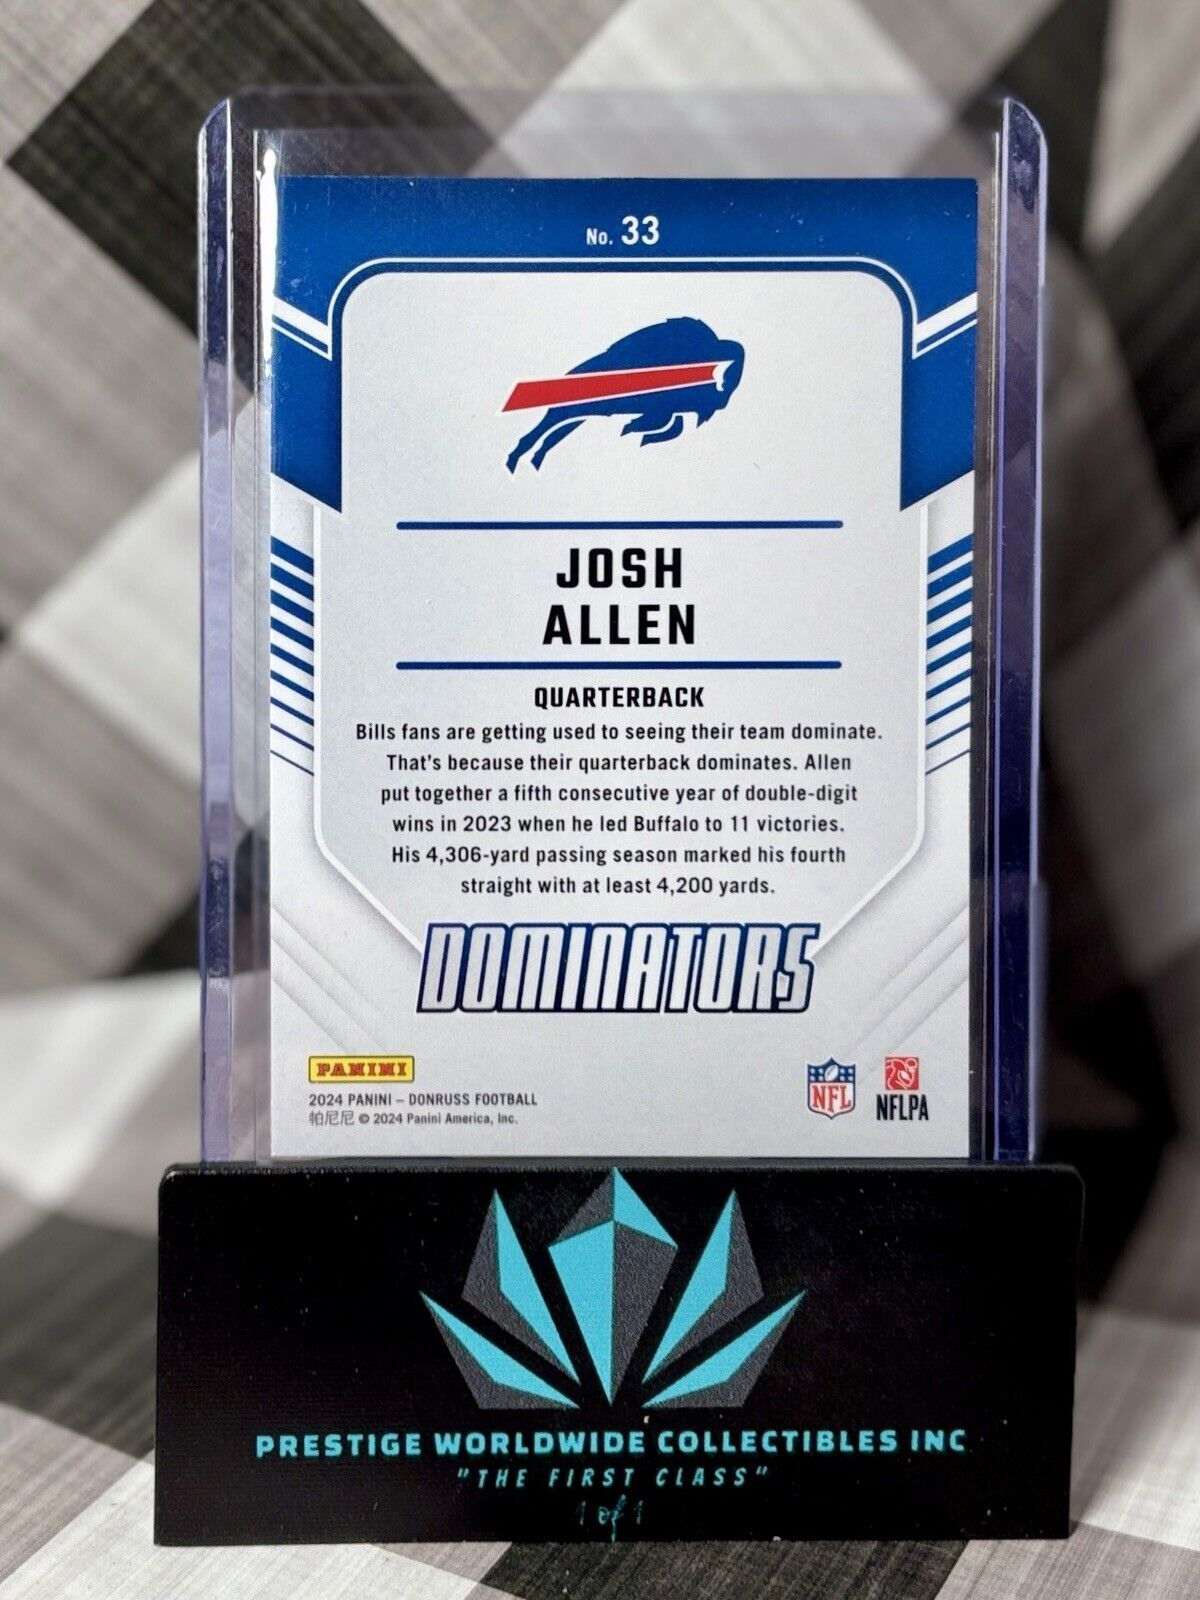 No. 33
JOSH
ALLEN
QUARTERBACK
Bills fans are getting used to seeing their team dominate.
That's because their quarterback dominates. Allen
put together a fifth consecutive year of double-digit
wins in 2023 when he led Buffalo to 11 victories.
His 4,306-yard passing season marked his fourth
straight with at least 4,200 yards.
DOMINATORS
PANINI
2024 PANINI – DONRUSS FOOTBALL
帕尼尼 © 2024 Panini America, Inc.
NFL
NFLPA
PRESTIGE WORLDWIDE COLLECTIBLES INC
"THE FIRST CLASS"
1 of 1